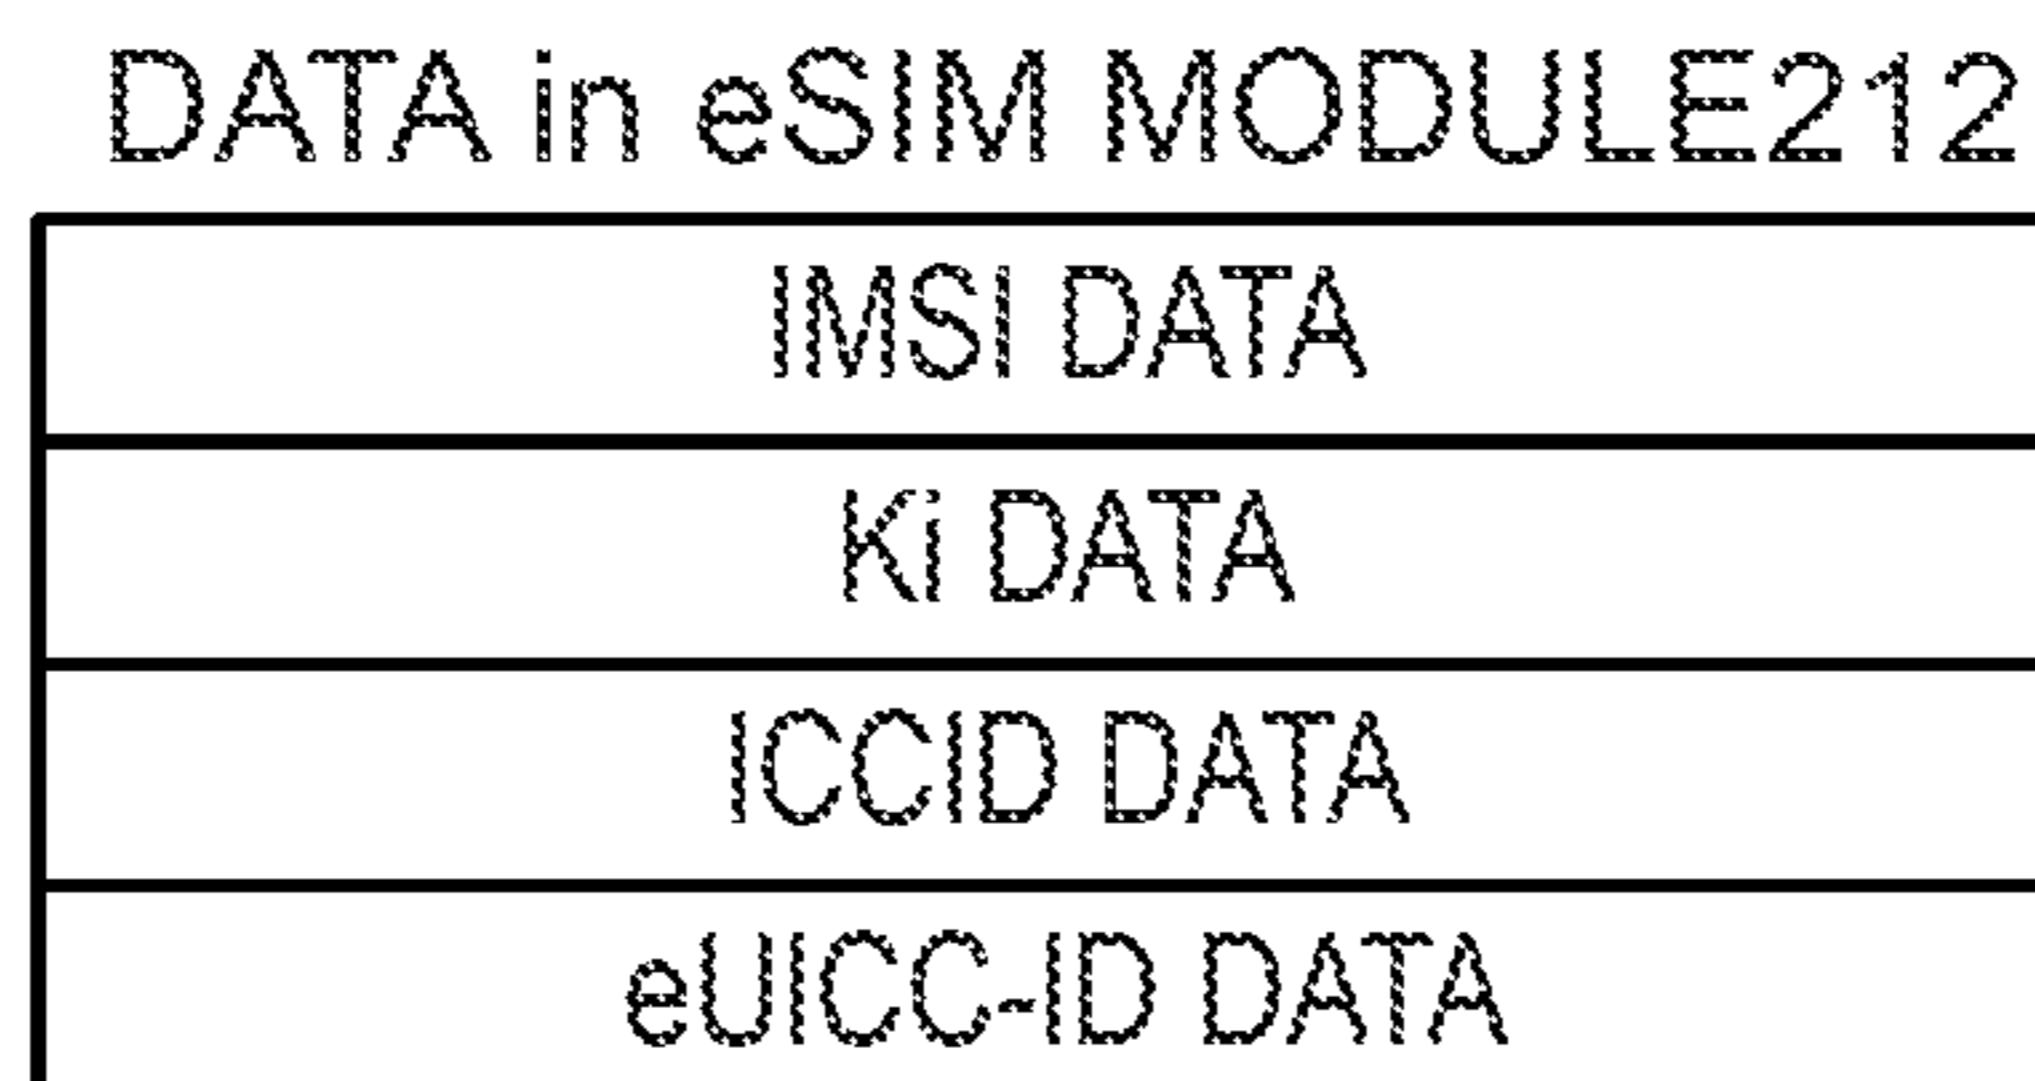 DATA in eSIM MODULE212
IMSI DATA
Ki DATA
ICCID DATA
eUICC-ID DATA